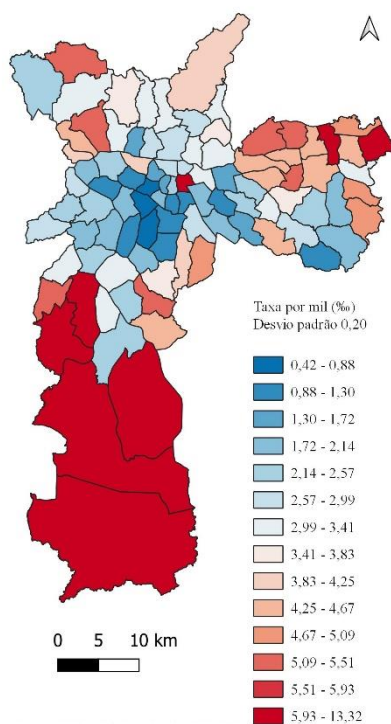 Taxa por mil (‰)
Desvio padrão 0,20
0,42 - 0,88
0,88 - 1,30
1,30 - 1,72
1,72 - 2,14
2,14 - 2,57
2,57 - 2,99
2,99 - 3,41
3,41 - 3,83
3,83 - 4,25
4,25 - 4,67
4,67 - 5,09
5,09 - 5,51
5,51 - 5,93
5,93 - 13,32
0 5 10 km